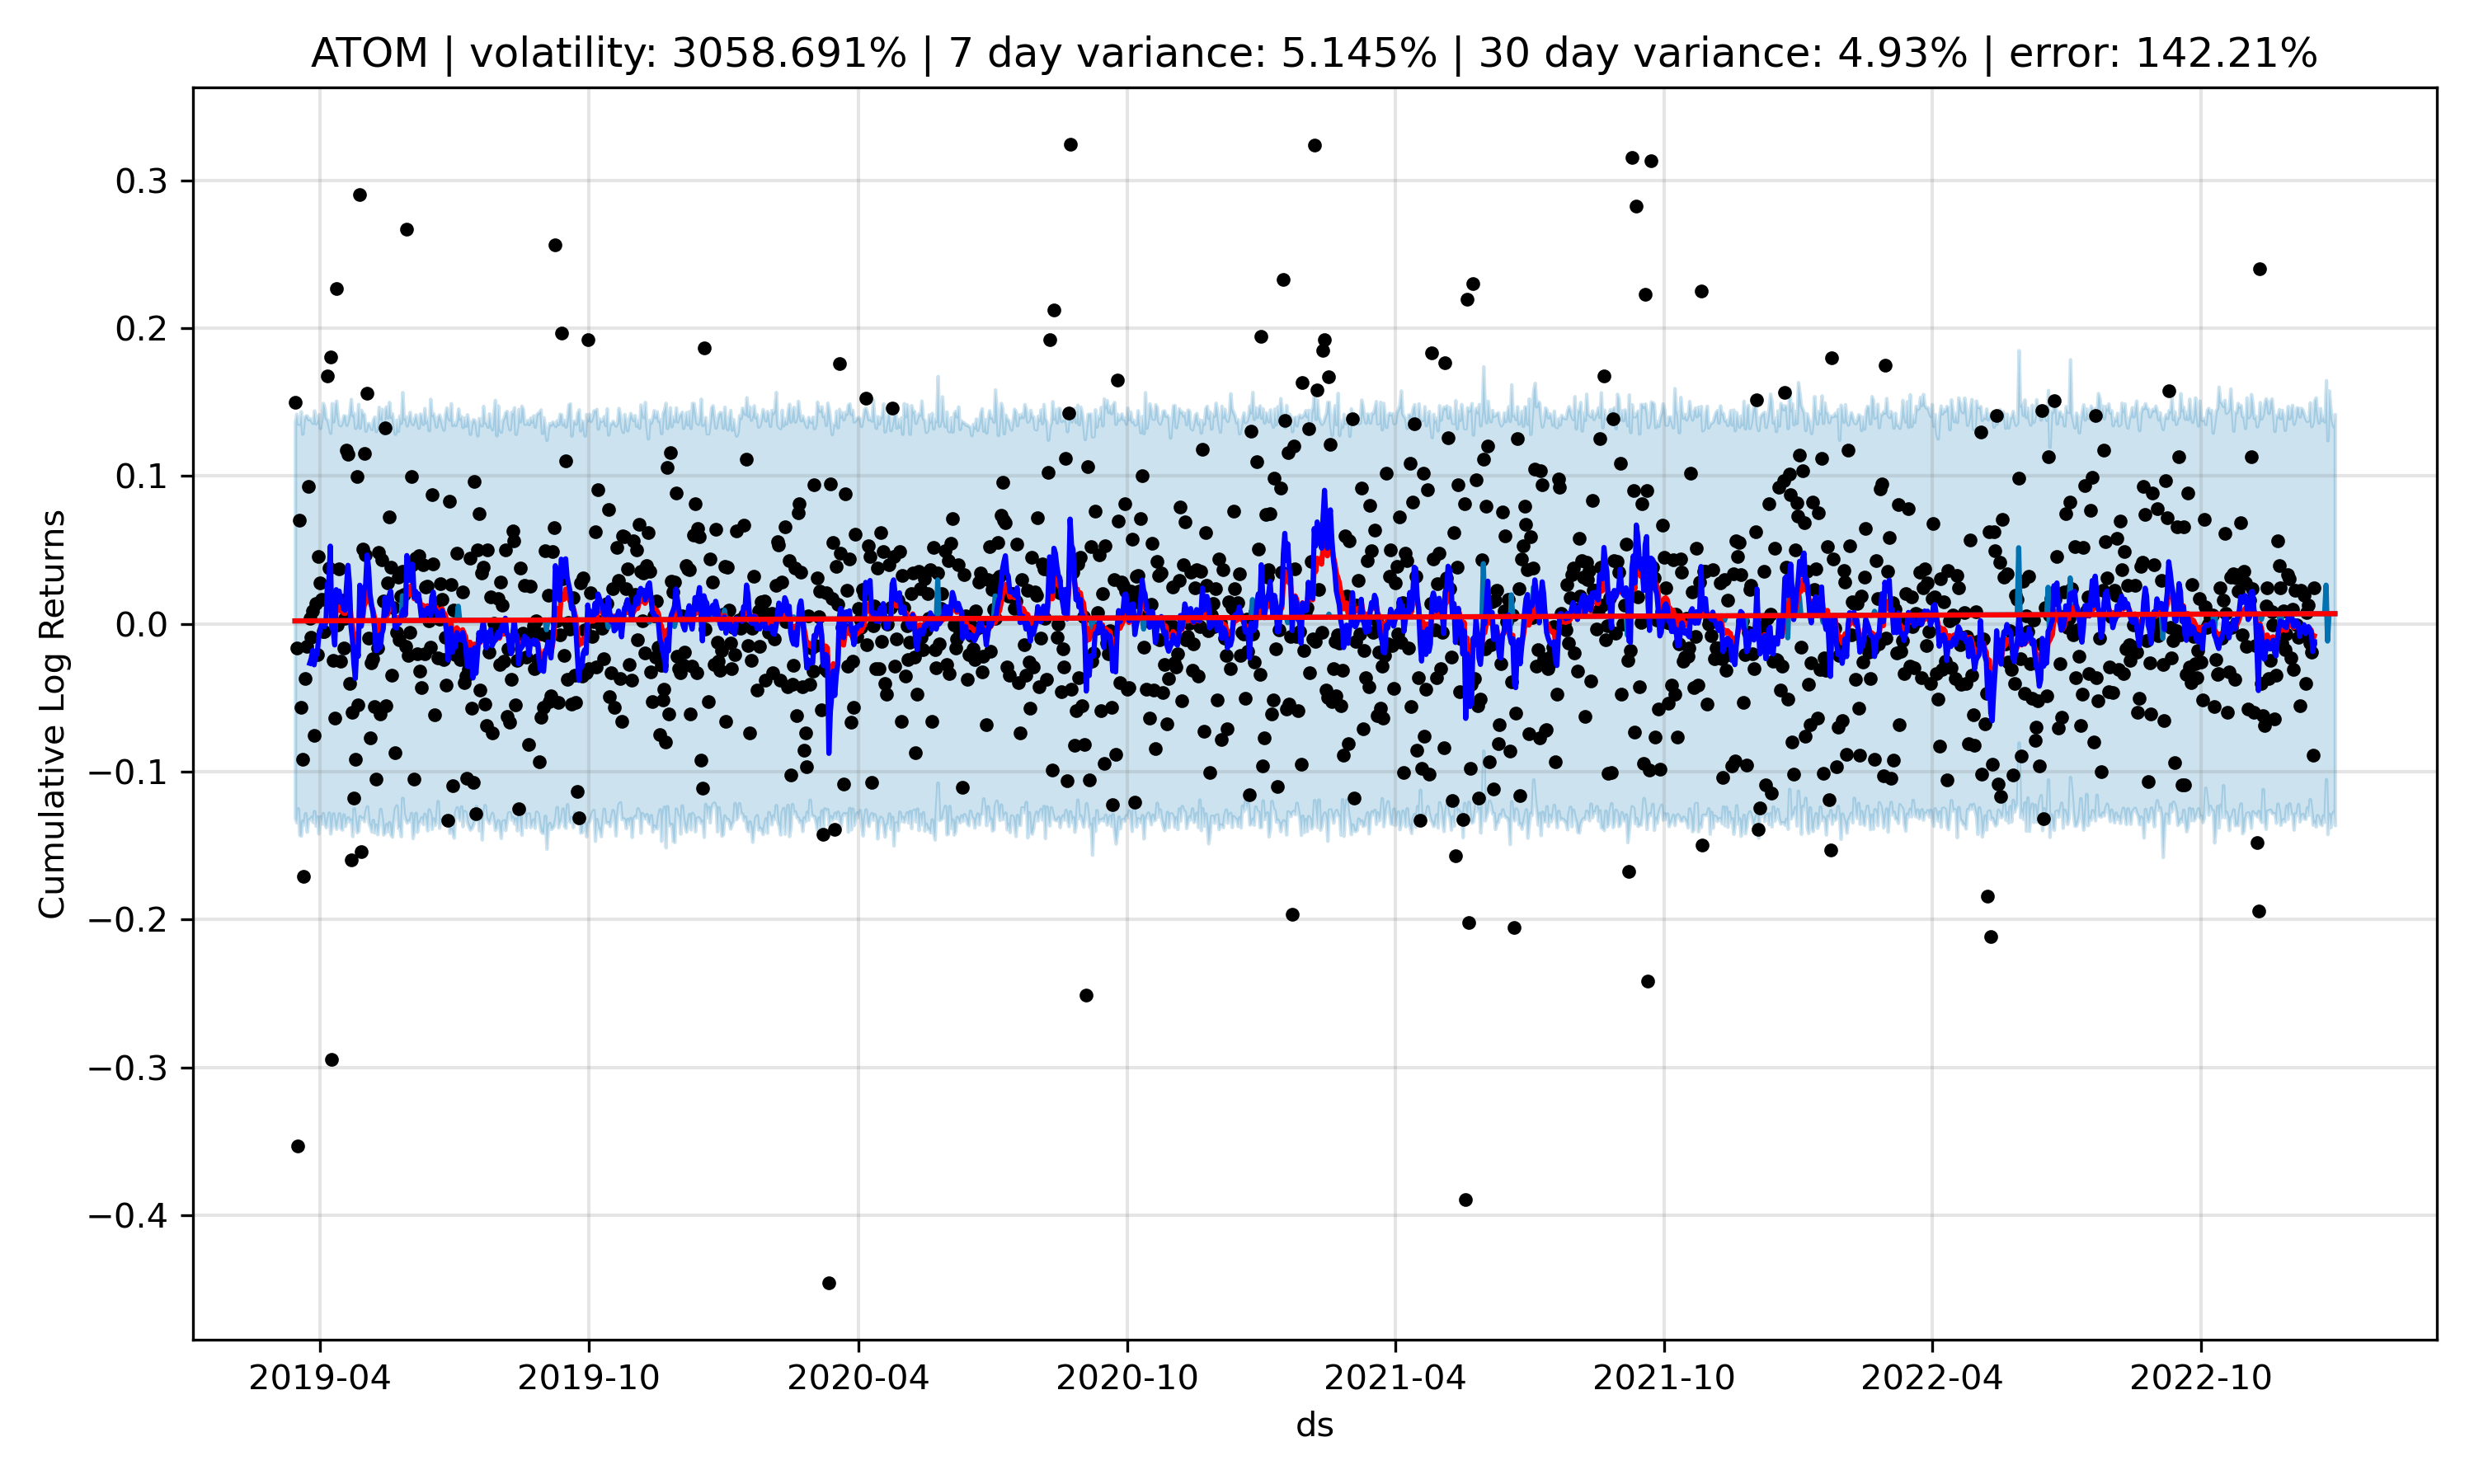 ATOM | volatility: 3058.691% | 7 day variance: 5.145% | 30 day variance: 4.93% | error: 142.21%
Cumulative Log Returns
0.3
0.2
0.1
0.0
−0.1
−0.2
−0.3
−0.4
2019-04 2019-10 2020-04 2020-10 2021-04 2021-10 2022-04 2022-10
ds